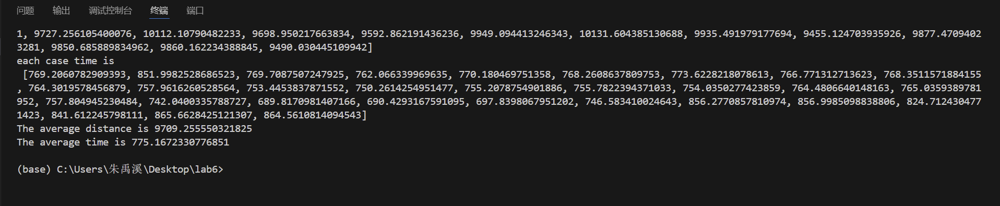 问题 输出 调试控制台 终端 端口
1, 9727.256105400076, 10112.10790482233, 9698.950217663834, 9592.862191436236, 9949.094413246343, 10131.604385130688, 9935.491979177694, 9455.124703935926, 9877.4709402
3281, 9850.685889834962, 9860.162234388845, 9490.030445109942]
each case time is
[769.2060782909393, 851.9982528686523, 769.7087507247925, 762.066339969635, 770.180469751358, 768.2608637809753, 773.6228218078613, 766.771312713623, 768.3511571884155
, 764.3019578456879, 757.9616260528564, 753.4453837871552, 750.2614254951477, 755.2078754901886, 755.7822394371033, 754.0350277423859, 764.4806640148163, 765.0359389781
952, 757.804945230484, 742.0400335788727, 689.8170981407166, 690.4293167591095, 697.8398067951202, 746.583410024643, 856.2770857810974, 856.9985098838806, 824.712430477
1423, 841.612245798111, 865.6628425121307, 864.5610814094543]
The average distance is 9709.255550321825
The average time is 775.1672330776851
(base) C:\Users\朱禹溪\Desktop\lab6>